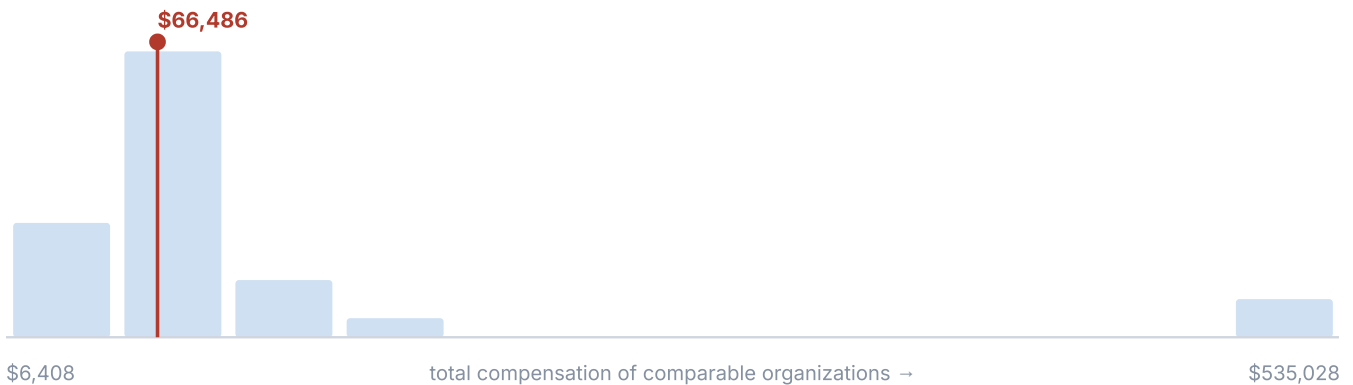 $66,486
$6,408
total compensation of comparable organizations →
$535,028